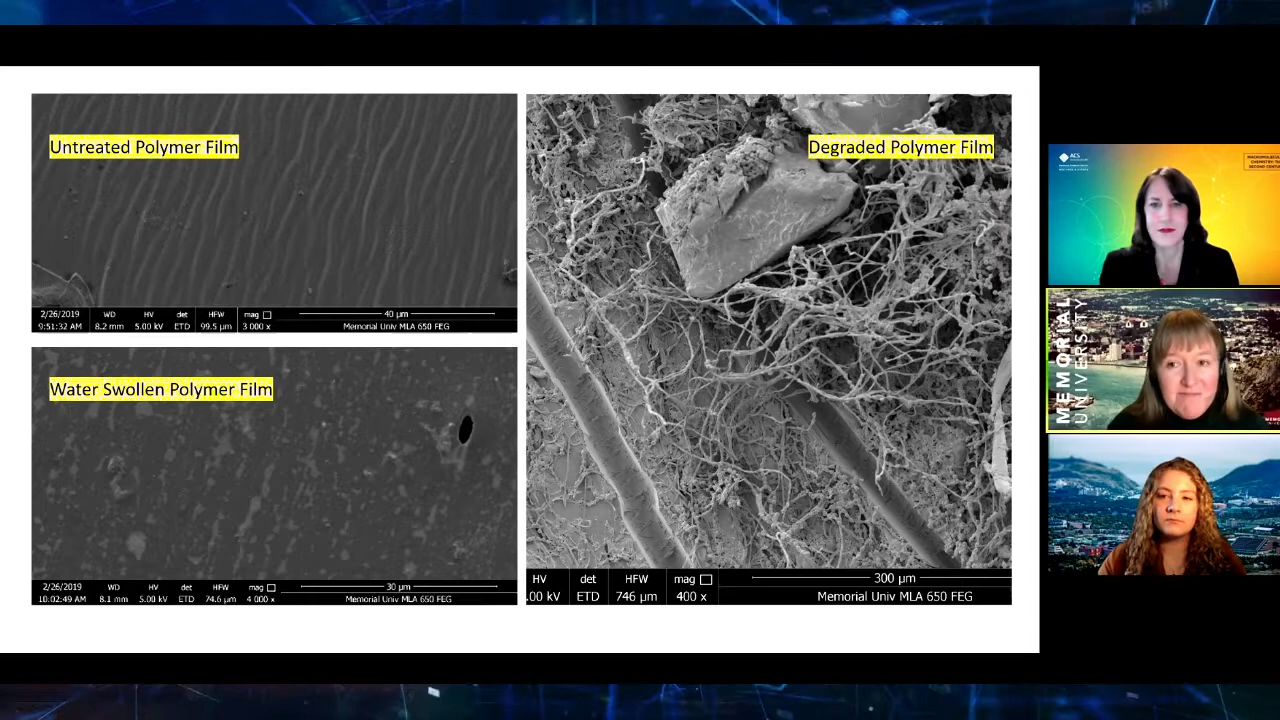 Untreated Polymer Film
2/26/2019 WD HV det HFW mag 40 µm
9:51:32 AM 8.2 mm 5.00 kV ETD 99.5 µm 3 000 x Memorial Univ MLA 650 FEG
Water Swollen Polymer Film
2/26/2019 WD HV det HFW mag 30 µm
10:02:49 AM 8.1 mm 5.00 kV ETD 74.6 µm 4 000 x Memorial Univ MLA 650 FEG
Degraded Polymer Film
HV det HFW mag 300 µm
.00 kV ETD 746 µm 400 x Memorial Univ MLA 650 FEG
ACS
CHEMISTRY:
MEMORIAL
UNIVERSITY